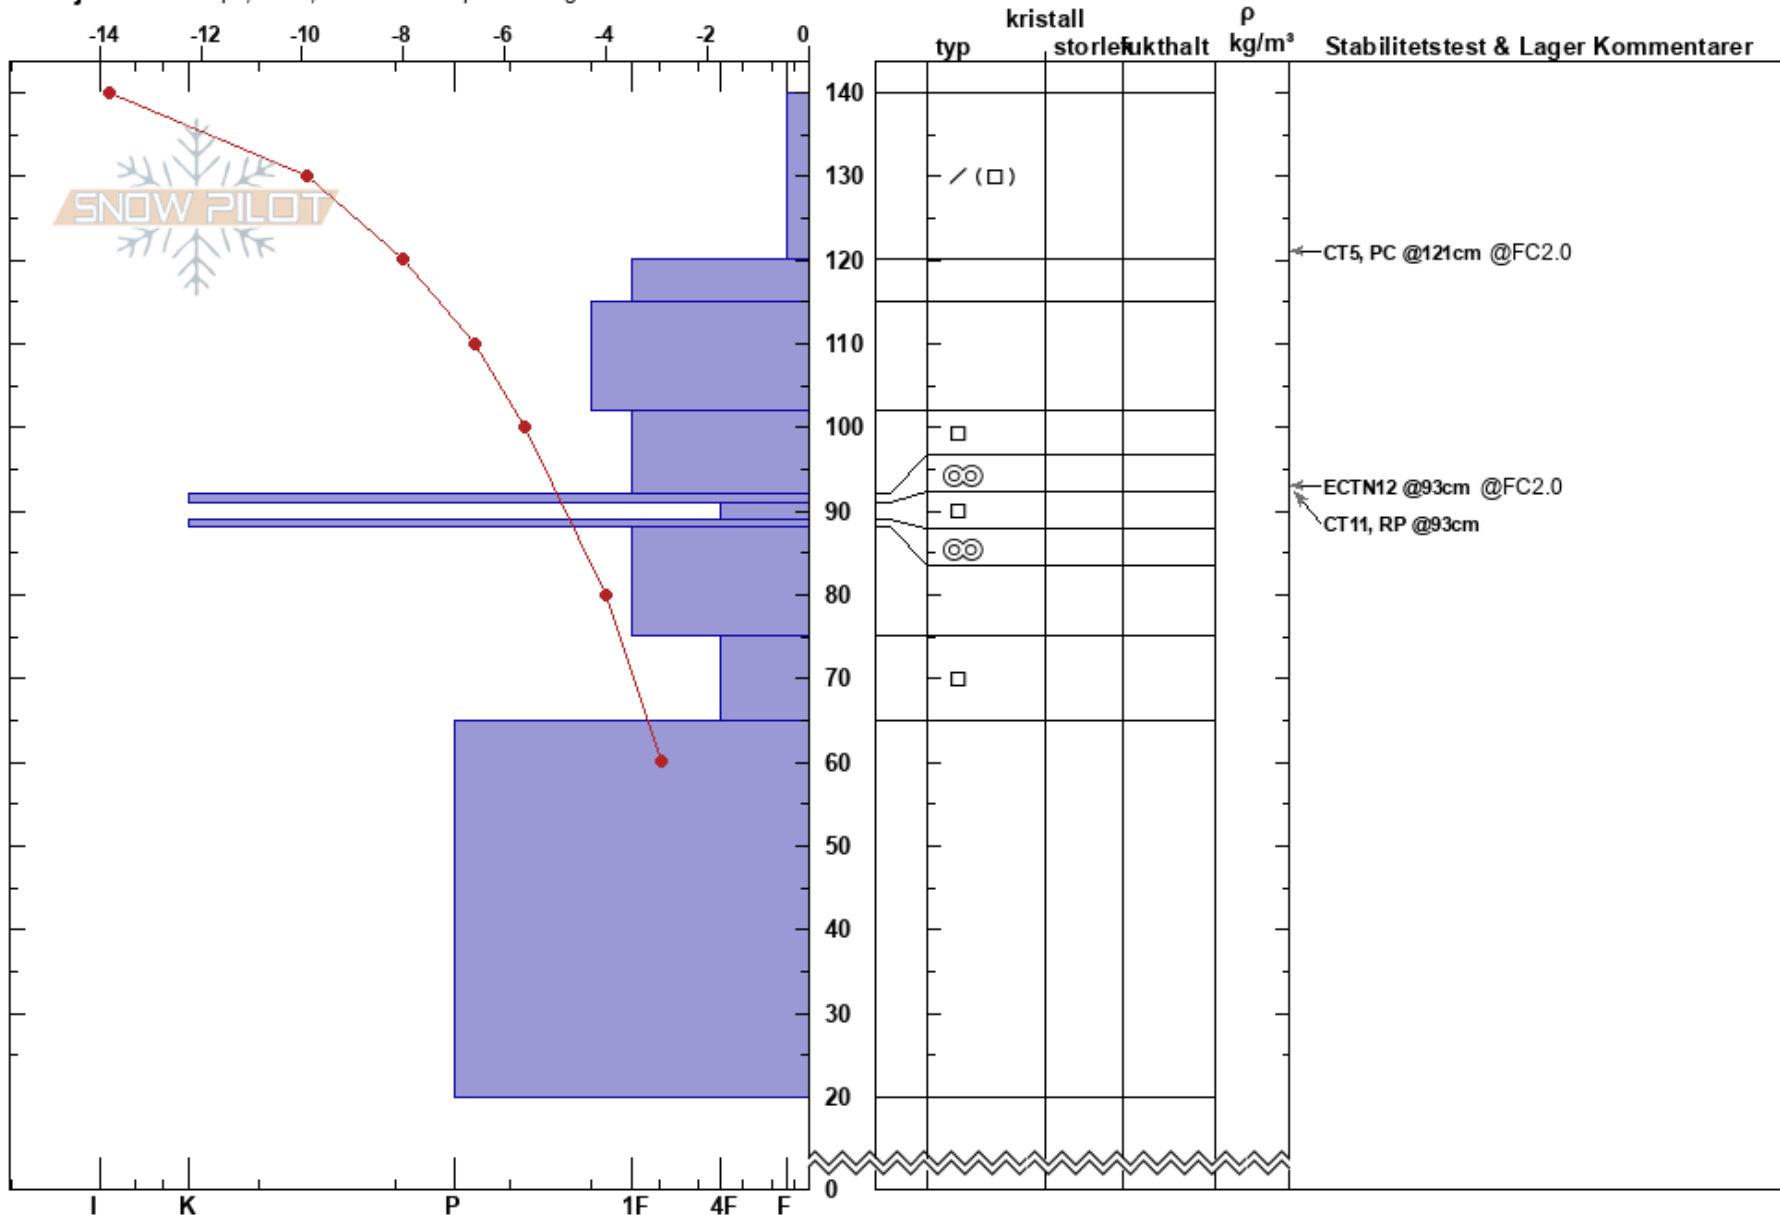 kristall
ρ
-14 -12 -10 -8 -6 -4 -2 0
typ storlek fukthalt kg/m³ Stabilitetstest & Lager Kommentarer
140
130
SNOW PILOT
CT5, PC @121cm @FC2.0
120
110
100
ECTN12 @93cm @FC2.0
90
CT11, RP @93cm
80
70
60
50
40
30
20
0
I K P 1F 4F F